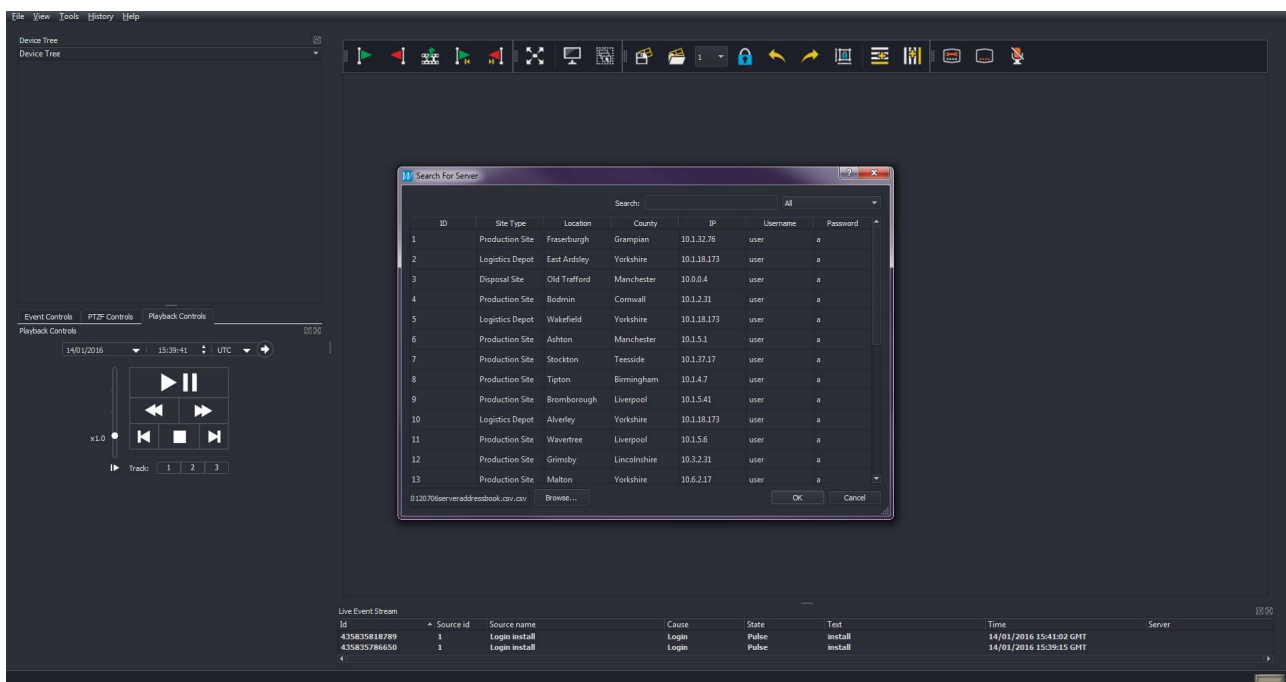 File View Tools History Help
Device Tree
Device Tree
1
Search For Server
Search: All
ID Site Type Location County IP Username Password
1 Production Site Fraserburgh Grampian 10.1.32.76 user a
2 Logistics Depot East Ardsley Yorkshire 10.1.18.173 user a
3 Disposal Site Old Trafford Manchester 10.0.0.4 user a
4 Production Site Bodmin Cornwall 10.1.2.31 user a
5 Logistics Depot Wakefield Yorkshire 10.1.18.173 user a
6 Production Site Ashton Manchester 10.1.5.1 user a
7 Production Site Stockton Teesside 10.1.37.17 user a
8 Production Site Tipton Birmingham 10.1.4.7 user a
9 Production Site Bromborough Liverpool 10.1.5.41 user a
10 Logistics Depot Alverley Yorkshire 10.1.18.173 user a
11 Production Site Wavertree Liverpool 10.1.5.6 user a
12 Production Site Grimsby Lincolnshire 10.3.2.31 user a
13 Production Site Malton Yorkshire 10.6.2.17 user a
0120706serveraddressbook.csv.csv Browse... OK Cancel
Event Controls PTZF Controls Playback Controls
Playback Controls
14/01/2016 15:39:41 UTC
x1.0
Track: 1 2 3
Live Event Stream
Id Source id Source name Cause State Text Time Server
435835818789 1 Login install Login Pulse install 14/01/2016 15:41:02 GMT
435835786650 1 Login install Login Pulse install 14/01/2016 15:39:15 GMT